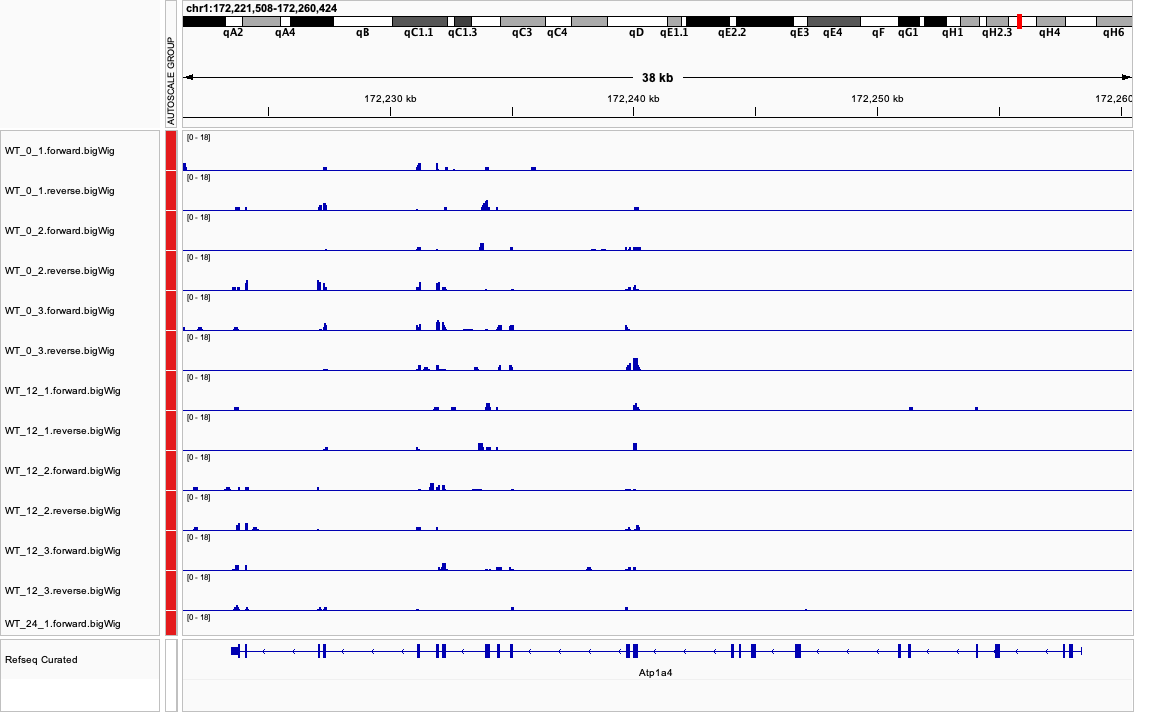 chr1:172,221,508-172,260,424
AUTOSCALE GROUP
qA2 qA4 qB qC1.1 qC1.3 qC3 qC4 qD qE1.1 qE2.2 qE3 qE4 qF qG1 qH1 qH2.3 qH4 qH6
38 kb
172,230 kb 172,240 kb 172,250 kb 172,260
WT_0_1.forward.bigWig [0 - 18]
WT_0_1.reverse.bigWig [0 - 18]
WT_0_2.forward.bigWig [0 - 18]
WT_0_2.reverse.bigWig [0 - 18]
WT_0_3.forward.bigWig [0 - 18]
WT_0_3.reverse.bigWig [0 - 18]
WT_12_1.forward.bigWig [0 - 18]
WT_12_1.reverse.bigWig [0 - 18]
WT_12_2.forward.bigWig [0 - 18]
WT_12_2.reverse.bigWig [0 - 18]
WT_12_3.forward.bigWig [0 - 18]
WT_12_3.reverse.bigWig [0 - 18]
WT_24_1.forward.bigWig [0 - 18]
Refseq Curated
Atp1a4